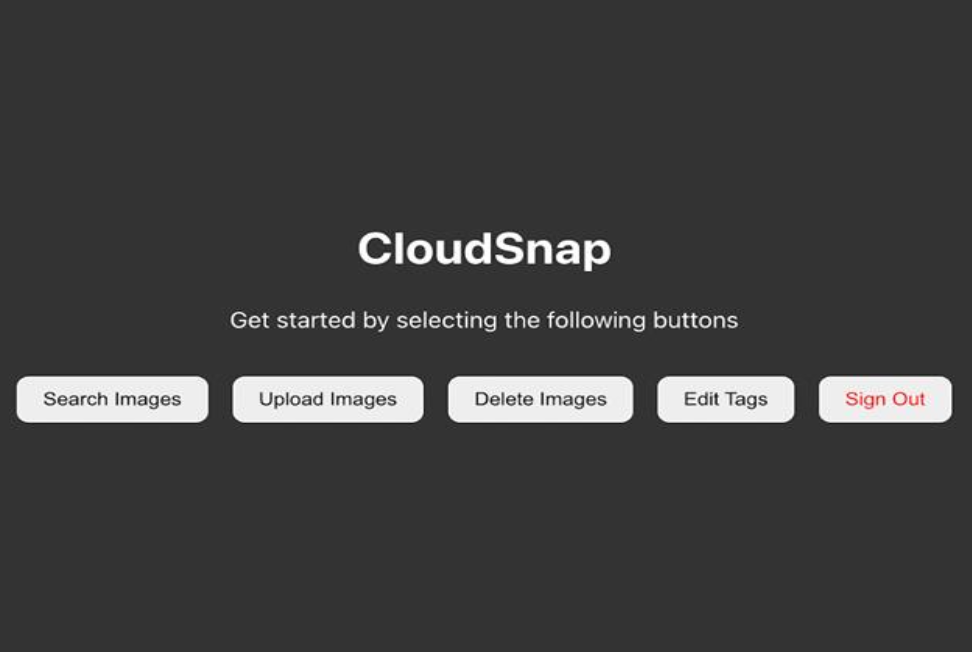 CloudSnap
Get started by selecting the following buttons
Search Images Upload Images Delete Images Edit Tags Sign Out